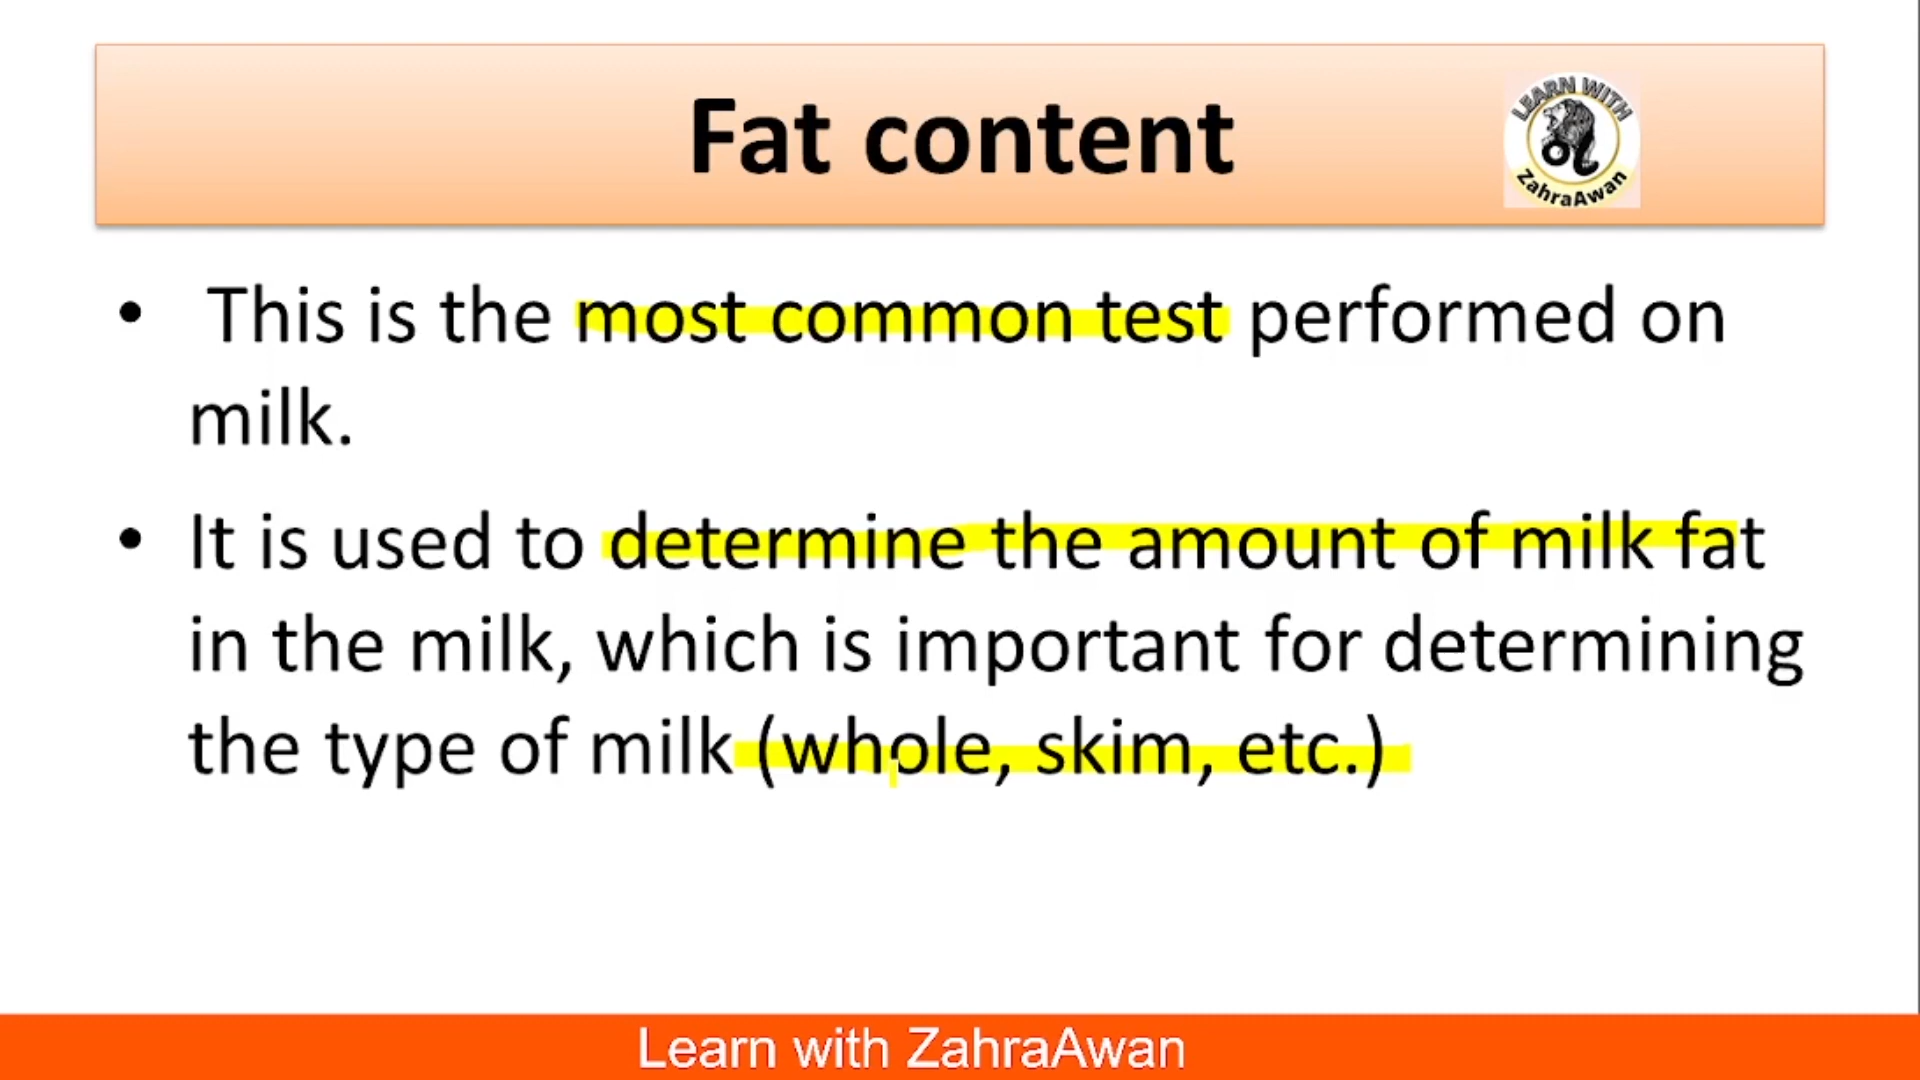 Fat content
LEARN WITH
ZahraAwan
• This is the most common test performed on
milk.
• It is used to determine the amount of milk fat
in the milk, which is important for determining
the type of milk (whole, skim, etc.)
Learn with ZahraAwan